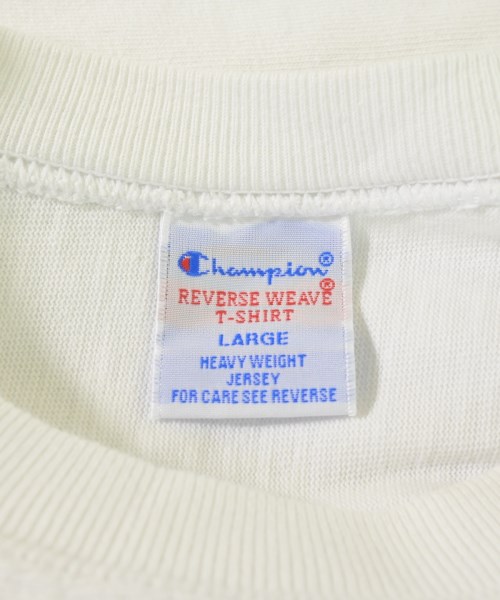 Champion®
REVERSE WEAVE®
T-SHIRT
LARGE
HEAVY WEIGHT
JERSEY
FOR CARE SEE REVERSE